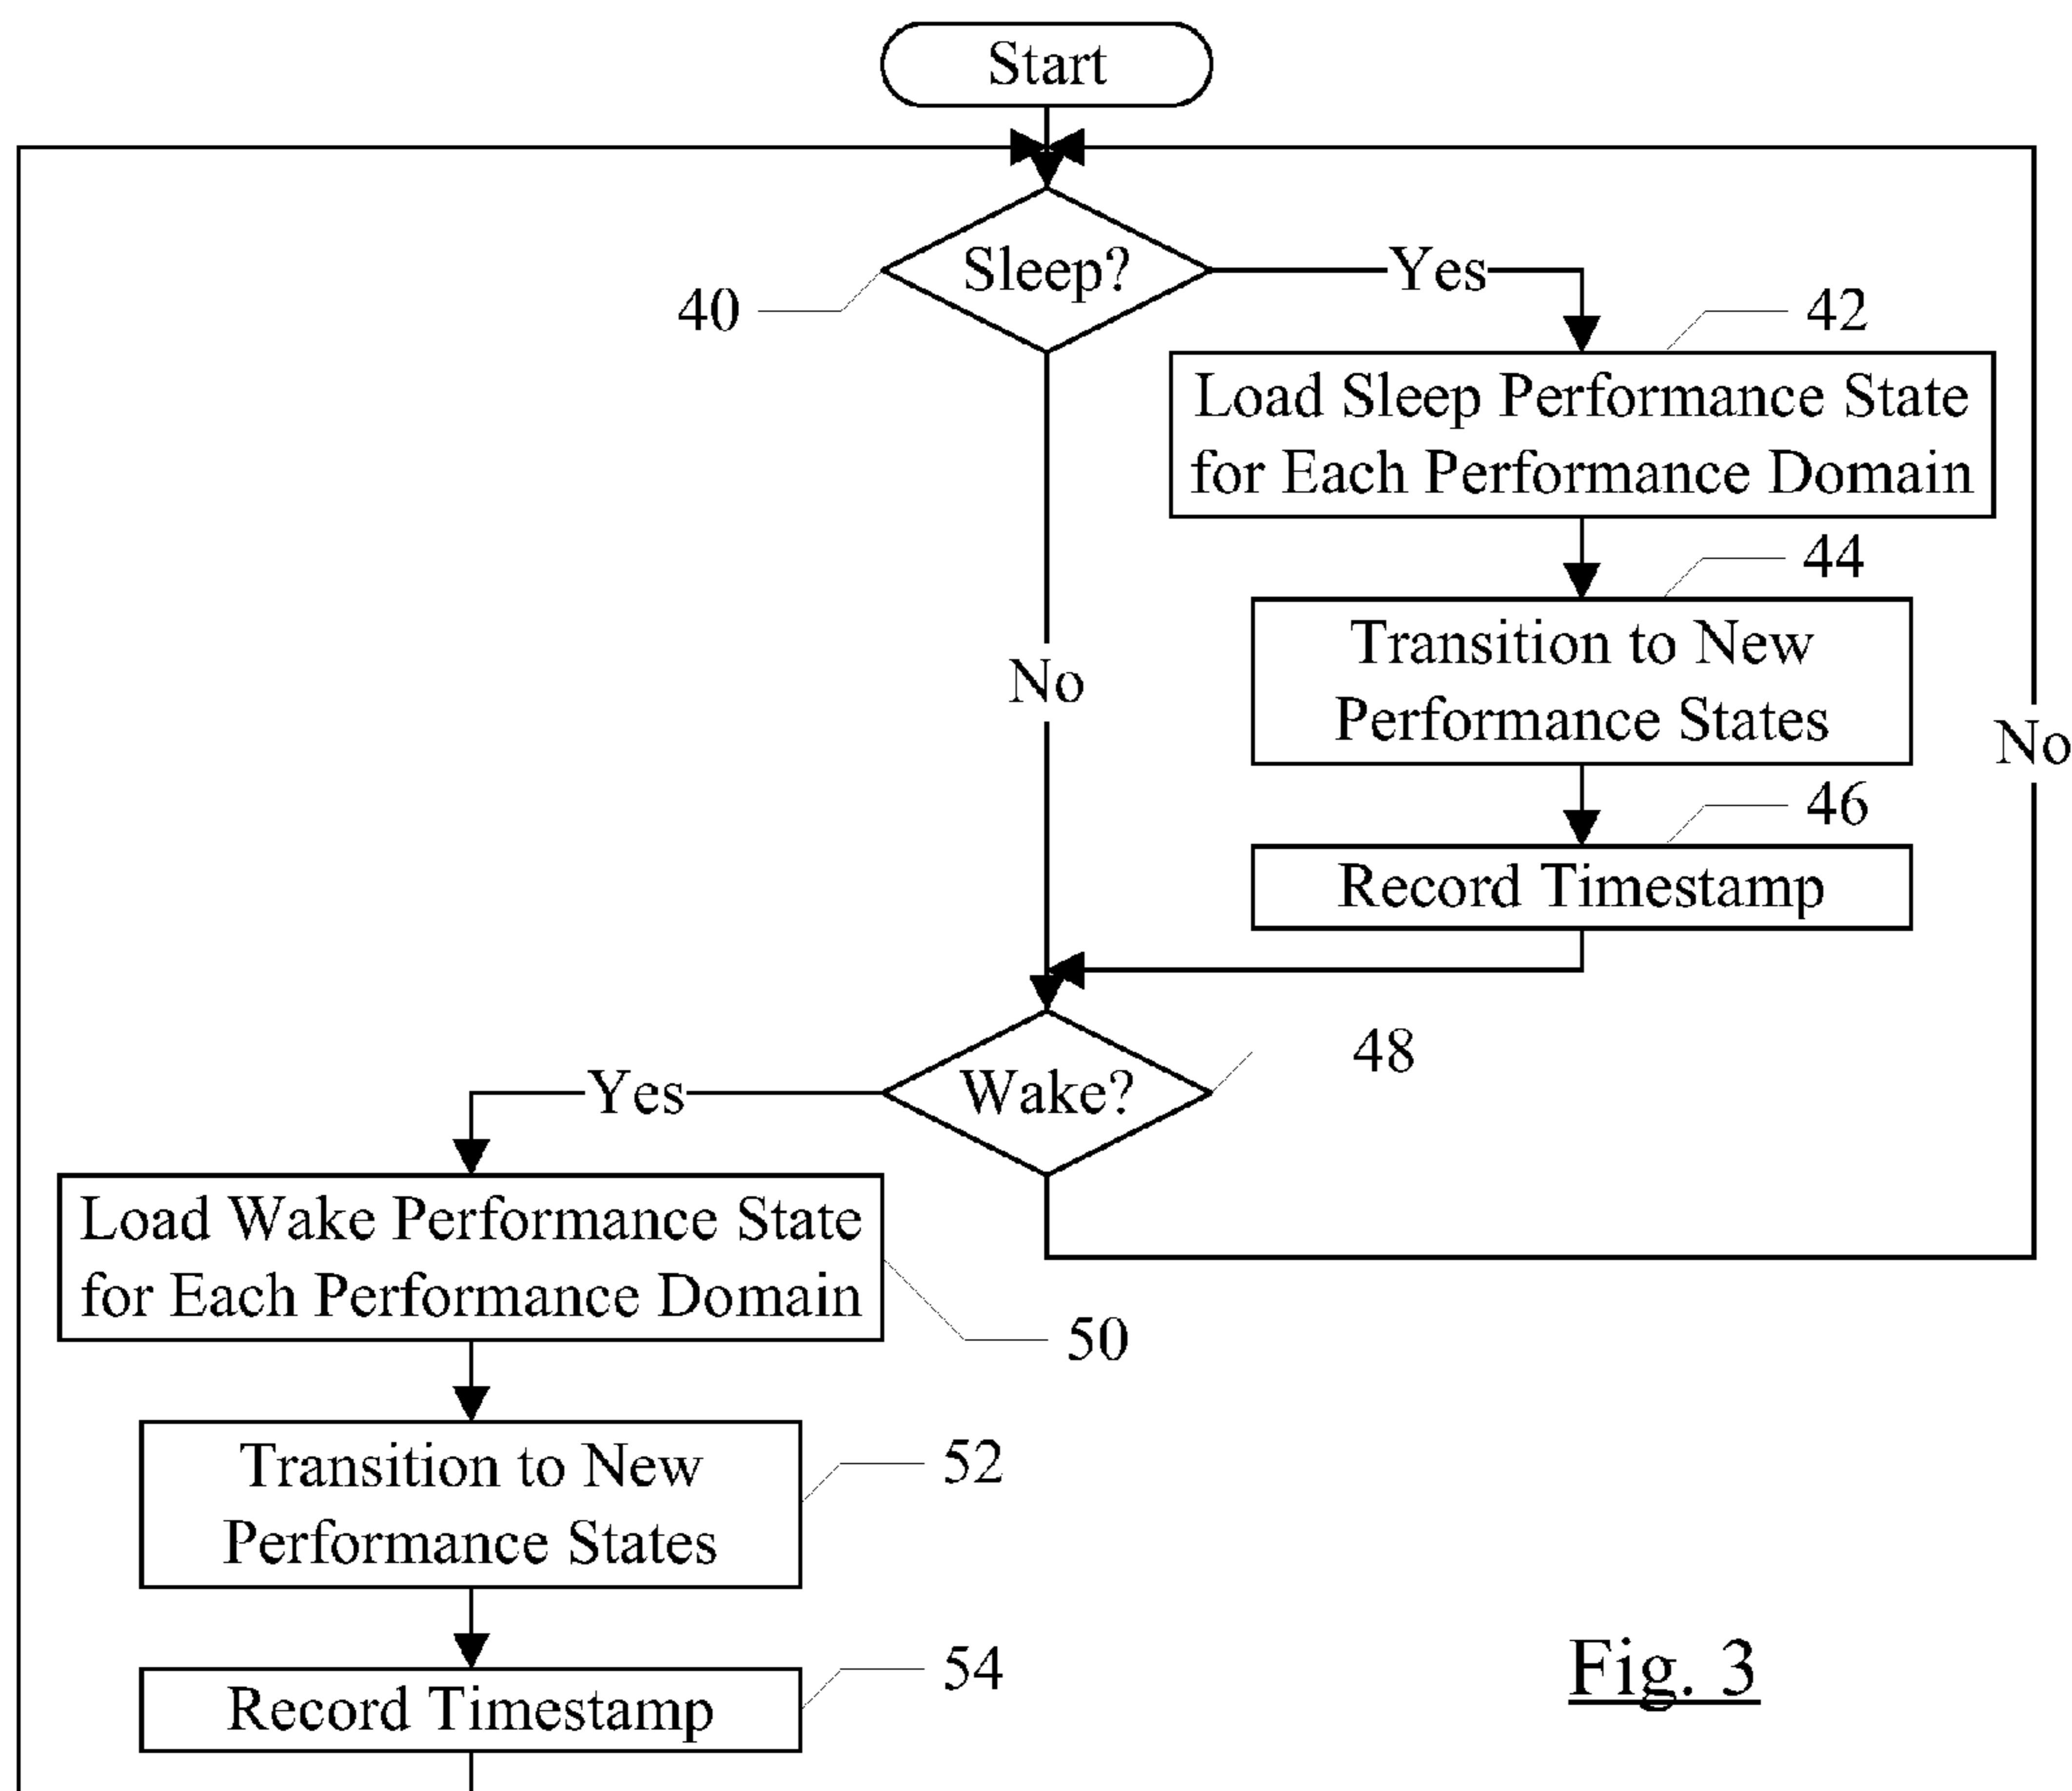 Start
Sleep?
40
Yes
42
Load Sleep Performance State
for Each Performance Domain
44
Transition to New
Performance States
No
No
46
Record Timestamp
Wake?
48
Yes
Load Wake Performance State
for Each Performance Domain
50
Transition to New
Performance States
52
Record Timestamp
54
Fig. 3